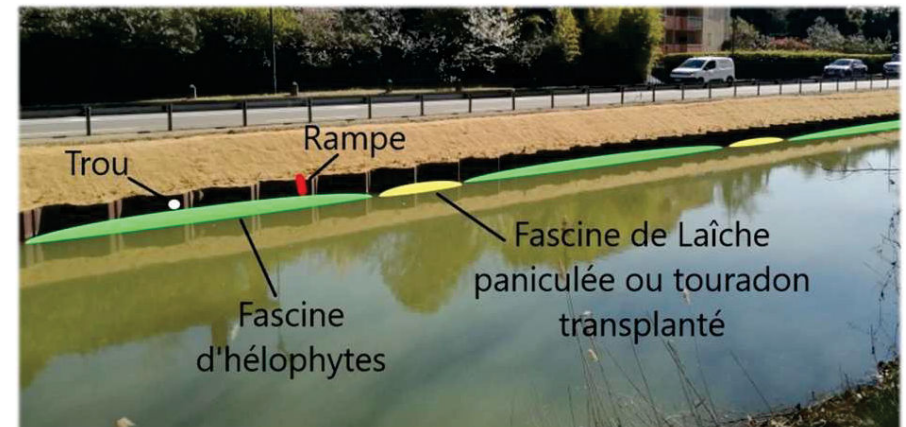 Rampe
Trou
Fascine de Laîche
paniculée ou touradon
transplanté
Fascine
d'hélophytes